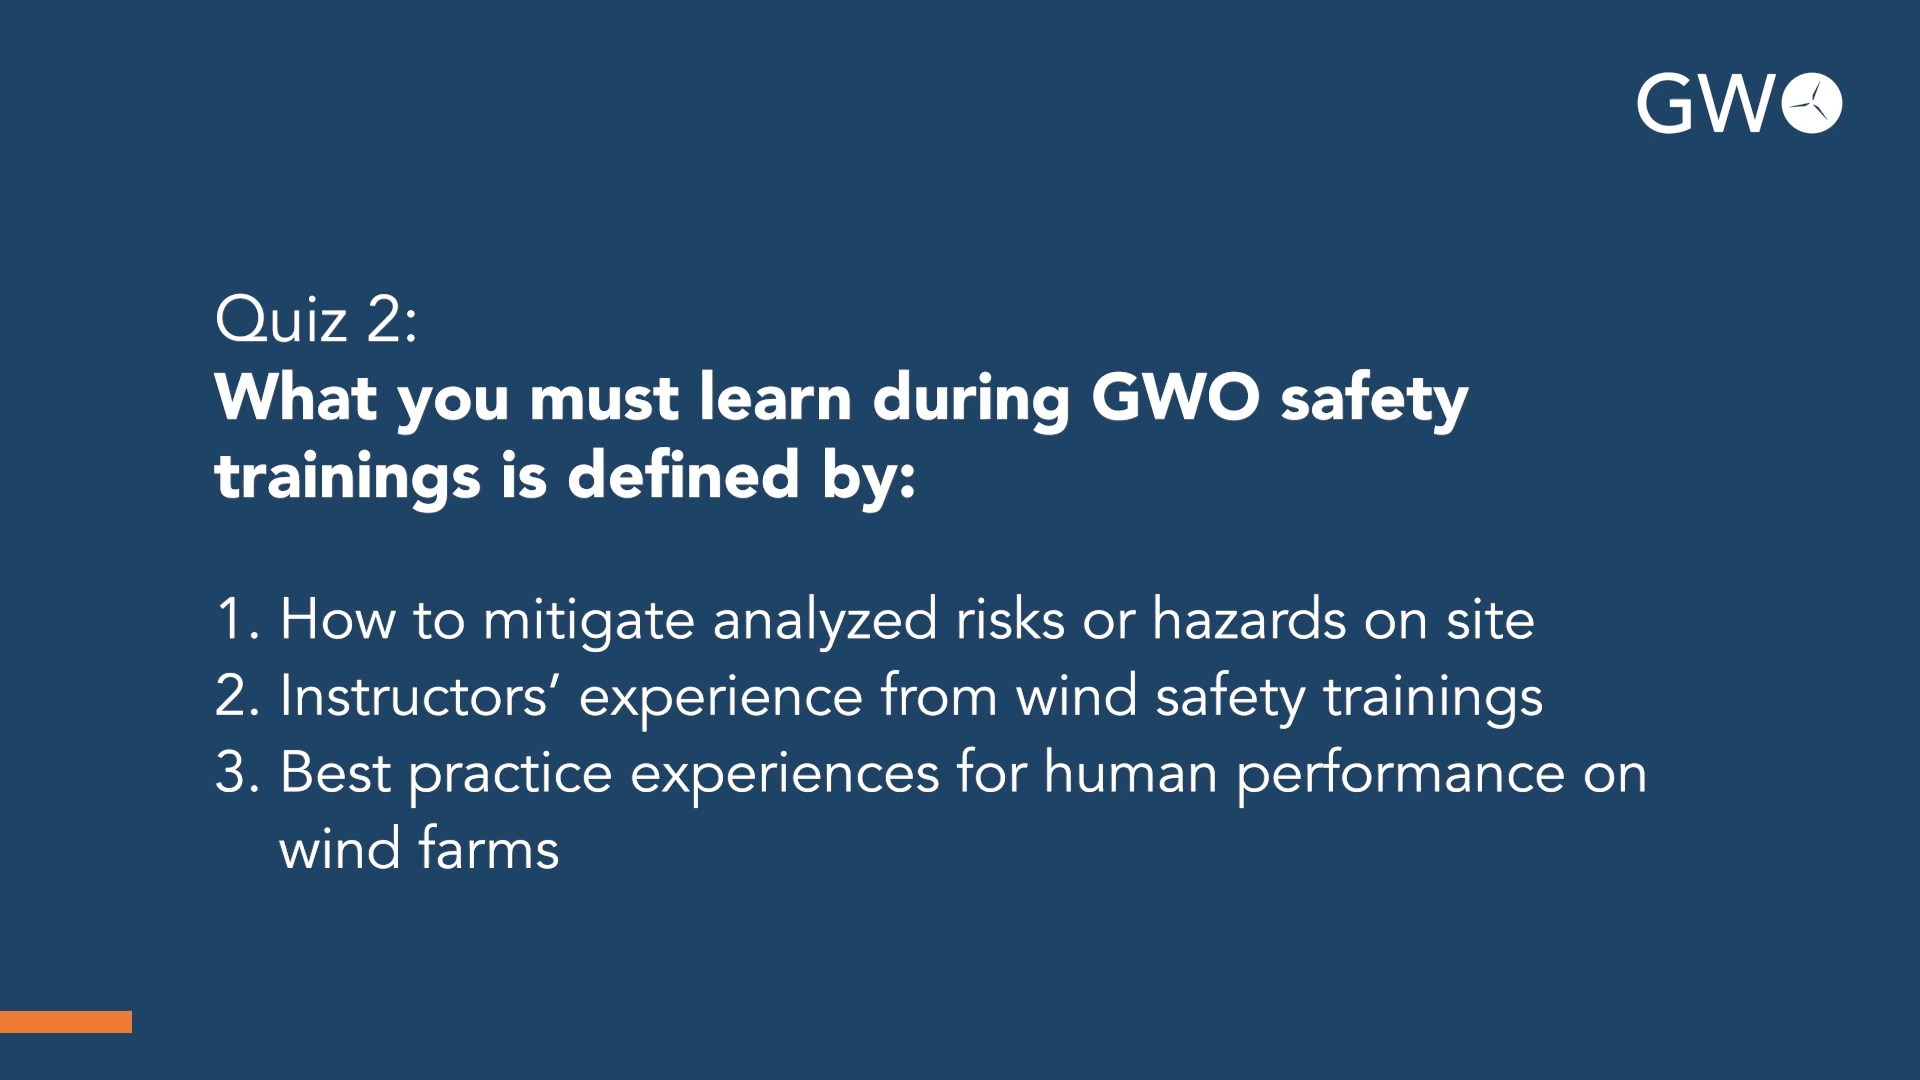 GWO
Quiz 2:
What you must learn during GWO safety
trainings is defined by:
1. How to mitigate analyzed risks or hazards on site
2. Instructors’ experience from wind safety trainings
3. Best practice experiences for human performance on
wind farms